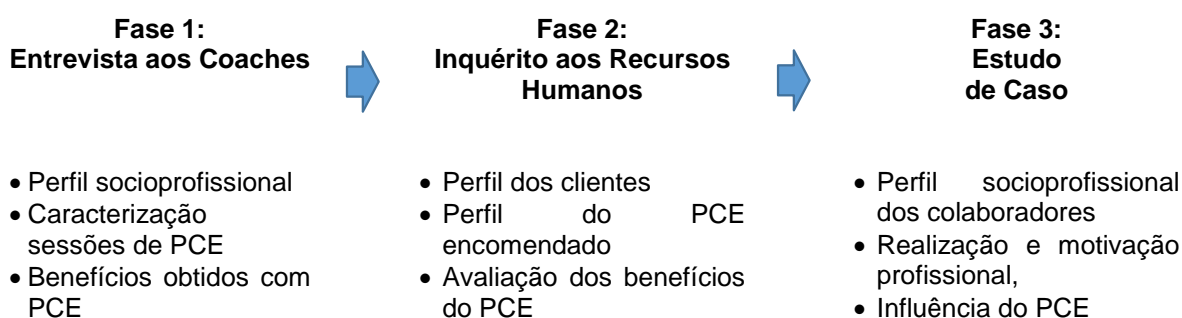 Fase 1:
Entrevista aos Coaches
• Perfil socioprofissional
• Caracterização
sessões de PCE
• Benefícios obtidos com
PCE
Fase 2:
Inquérito aos Recursos
Humanos
• Perfil dos clientes
• Perfil do PCE
encomendado
• Avaliação dos benefícios
do PCE
Fase 3:
Estudo
de Caso
• Perfil socioprofissional
dos colaboradores
• Realização e motivação
profissional,
• Influência do PCE